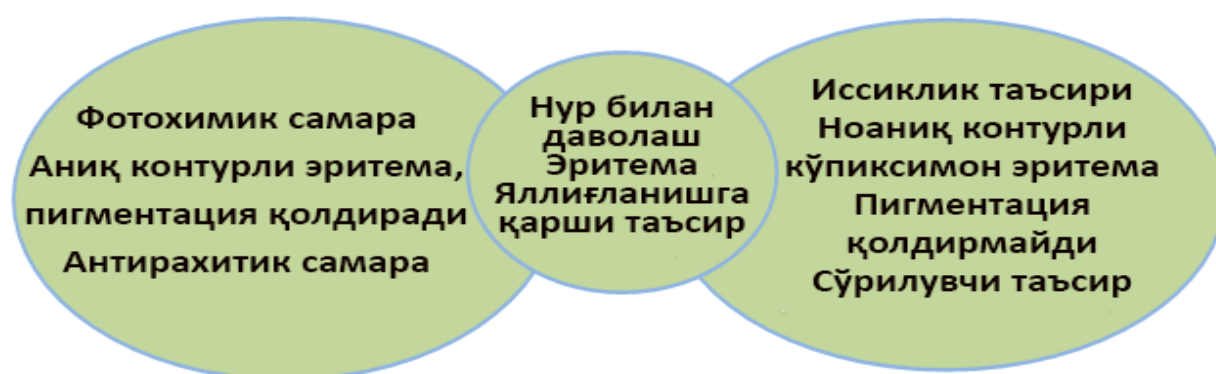 Фотохимик самара
Аниқ контурли эритема,
пигментация қолдиради
Антирахитик самара
Нур билан
даволаш
Эритема
Яллиғланишга
қарши таъсир
Иссиклик таъсири
Ноаниқ контурли
кўпиксимон эритема
Пигментация
қолдирмайди
Сўрилувчи таъсир